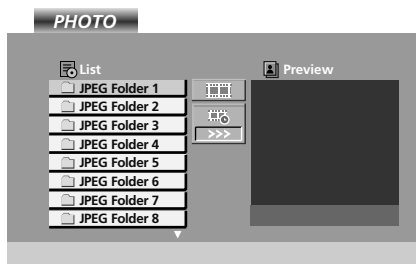 PHOTO
List
Preview
JPEG Folder 1
JPEG Folder 2
JPEG Folder 3
JPEG Folder 4
JPEG Folder 5
JPEG Folder 6
JPEG Folder 7
JPEG Folder 8
>>>